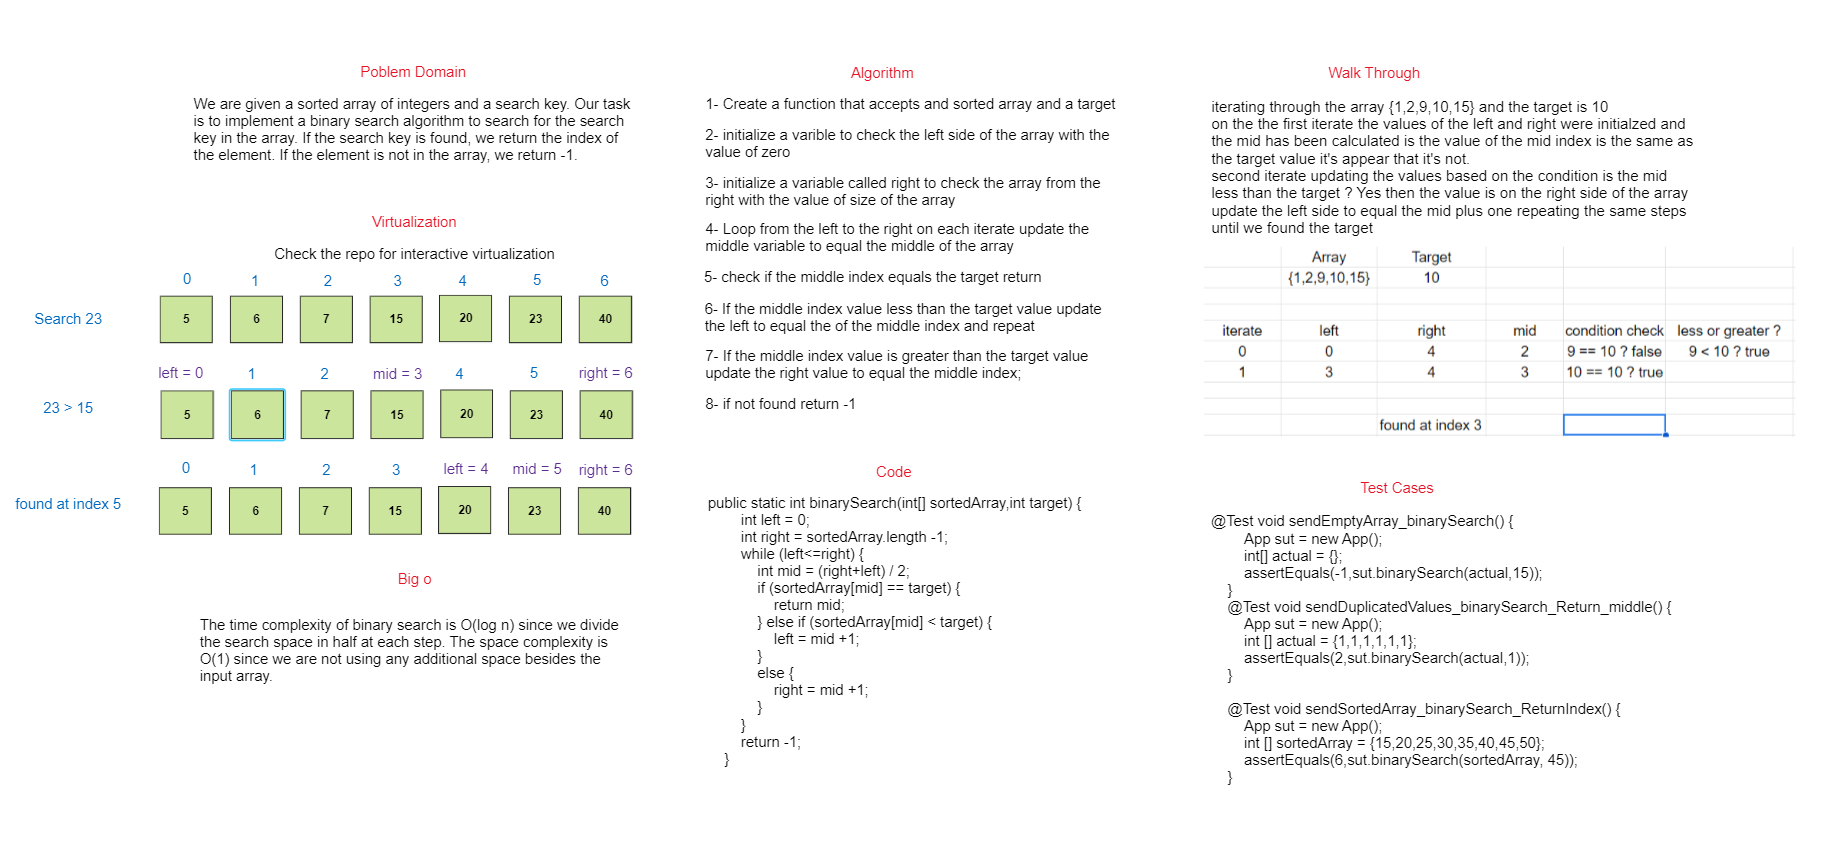 Poblem Domain
We are given a sorted array of integers and a search key. Our task
is to implement a binary search algorithm to search for the search
key in the array. If the search key is found, we return the index of
the element. If the element is not in the array, we return -1.
Virtualization
Check the repo for interactive virtualization
0 1 2 3 4 5 6
Search 23 5 6 7 15 20 23 40
left = 0 1 2 mid = 3 4 5 right = 6
23 > 15 5 6 7 15 20 23 40
0 1 2 3 left = 4 mid = 5 right = 6
found at index 5 5 6 7 15 20 23 40
Big o
The time complexity of binary search is O(log n) since we divide
the search space in half at each step. The space complexity is
O(1) since we are not using any additional space besides the
input array.
Algorithm
1- Create a function that accepts and sorted array and a target
2- initialize a varible to check the left side of the array with the
value of zero
3- initialize a variable called right to check the array from the
right with the value of size of the array
4- Loop from the left to the right on each iterate update the
middle variable to equal the middle of the array
5- check if the middle index equals the target return
6- If the middle index value less than the target value update
the left to equal the of the middle index and repeat
7- If the middle index value is greater than the target value
update the right value to equal the middle index;
8- if not found return -1
Code
public static int binarySearch(int[] sortedArray,int target) {
int left = 0;
int right = sortedArray.length -1;
while (left<=right) {
int mid = (right+left) / 2;
if (sortedArray[mid] == target) {
return mid;
} else if (sortedArray[mid] < target) {
left = mid +1;
}
else {
right = mid +1;
}
}
return -1;
}
Walk Through
iterating through the array {1,2,9,10,15} and the target is 10
on the the first iterate the values of the left and right were initialzed and
the mid has been calculated is the value of the mid index is the same as
the target value it's appear that it's not.
second iterate updating the values based on the condition is the mid
less than the target ? Yes then the value is on the right side of the array
update the left side to equal the mid plus one repeating the same steps
until we found the target
Array Target
{1,2,9,10,15} 10
iterate left right mid condition check less or greater ?
0 0 4 2 9 == 10 ? false 9 < 10 ? true
1 3 4 3 10 == 10 ? true
found at index 3
Test Cases
@Test void sendEmptyArray_binarySearch() {
App sut = new App();
int[] actual = {};
assertEquals(-1,sut.binarySearch(actual,15));
}
@Test void sendDuplicatedValues_binarySearch_Return_middle() {
App sut = new App();
int [] actual = {1,1,1,1,1,1};
assertEquals(2,sut.binarySearch(actual,1));
}
@Test void sendSortedArray_binarySearch_ReturnIndex() {
App sut = new App();
int [] sortedArray = {15,20,25,30,35,40,45,50};
assertEquals(6,sut.binarySearch(sortedArray, 45));
}